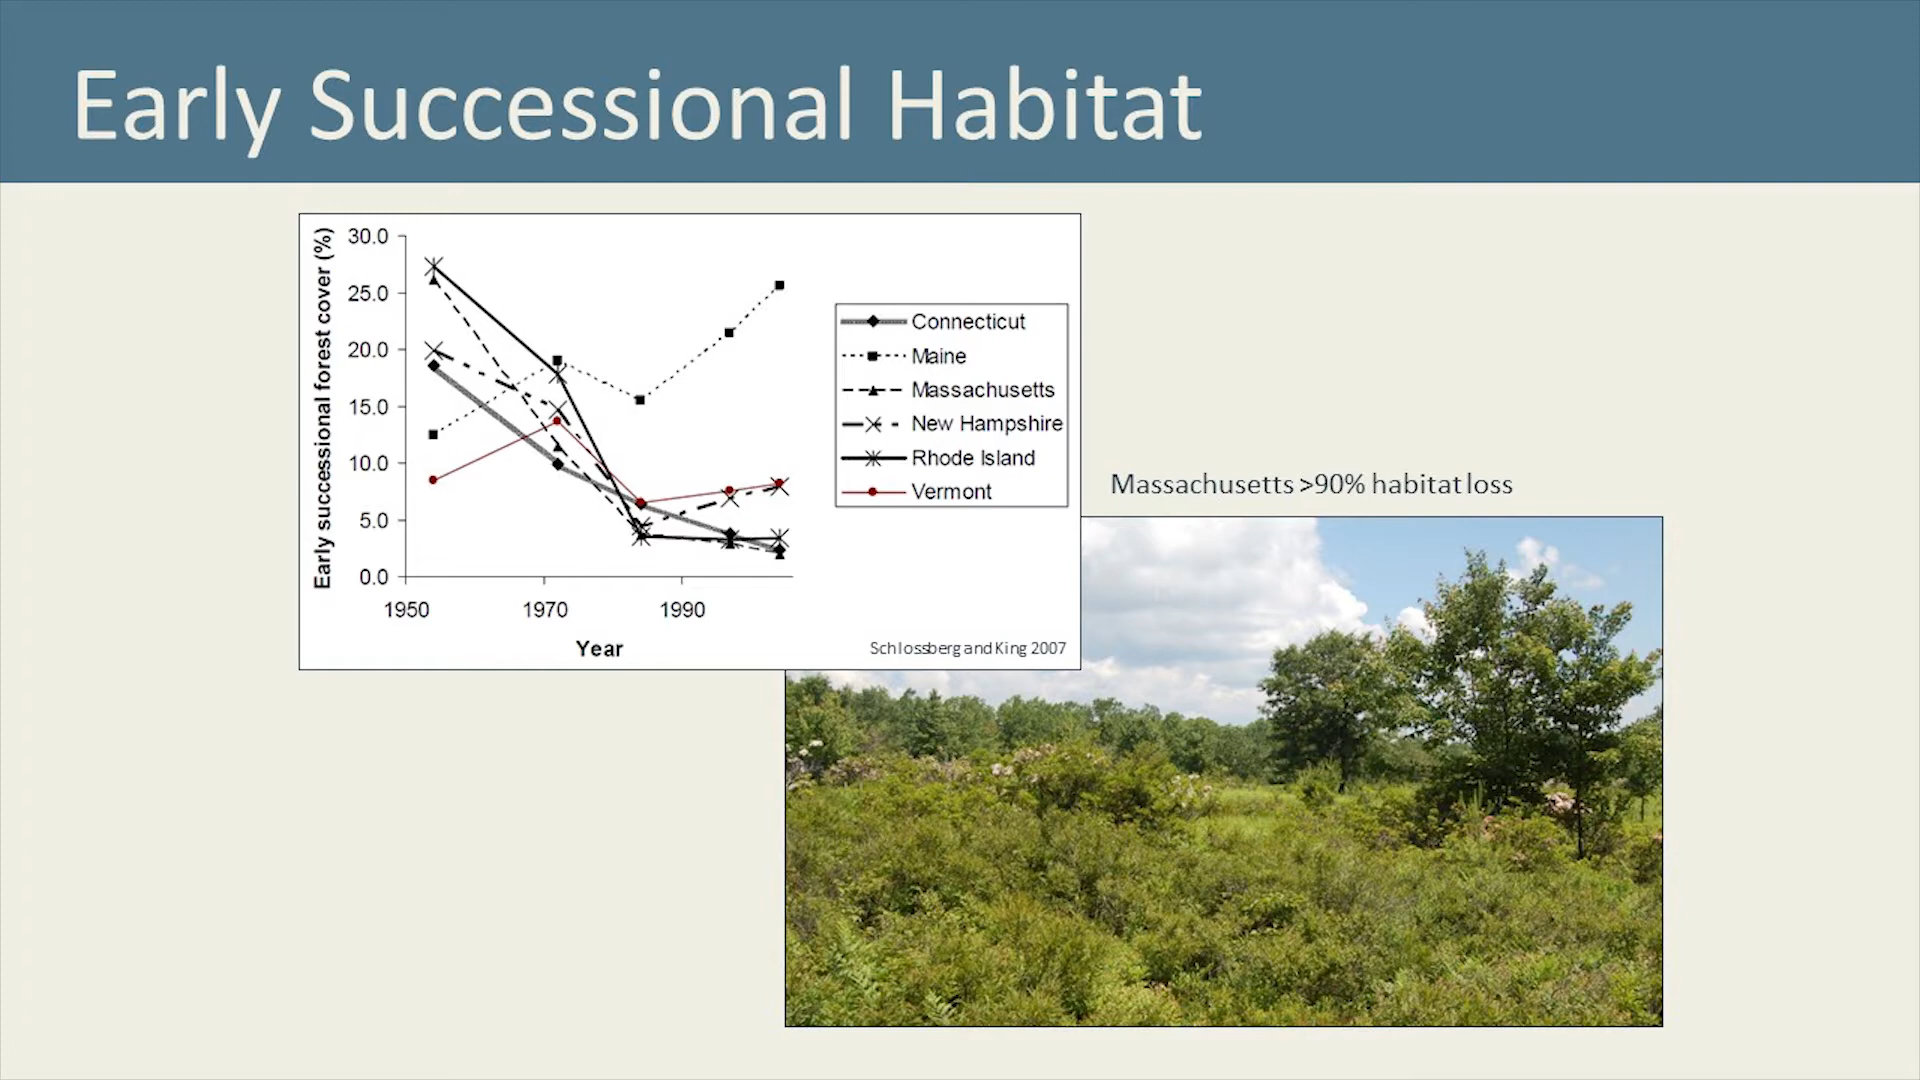 Early Successional Habitat
Early successional forest cover (%)
30.0
25.0
20.0
15.0
10.0
5.0
0.0
1950 1970 1990
Year
Connecticut
Maine
Massachusetts
New Hampshire
Rhode Island
Vermont
Schlossberg and King 2007
Massachusetts >90% habitat loss